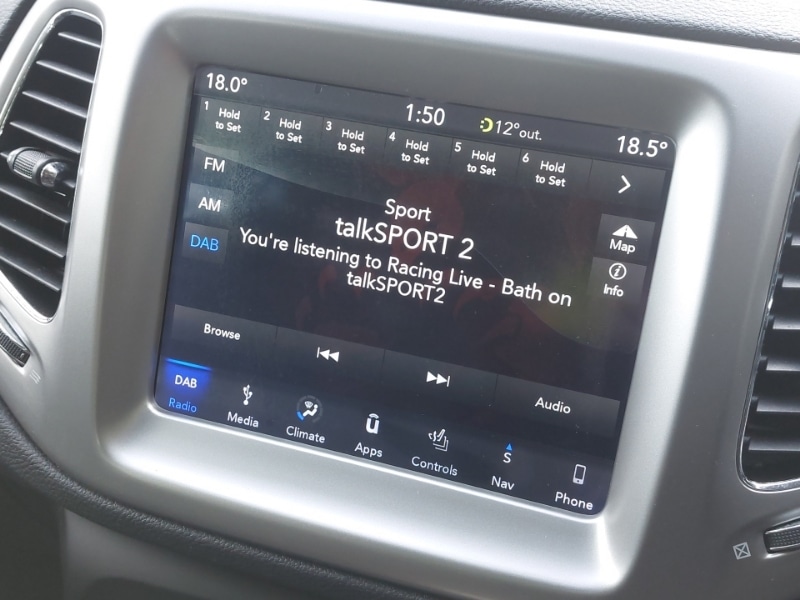 18.0° 1:50 12°out. 18.5°
1 Hold to Set 2 Hold to Set 3 Hold to Set 4 Hold to Set 5 Hold to Set 6 Hold to Set
FM
AM
DAB
Sport
talkSPORT 2
You're listening to Racing Live - Bath on
talkSPORT2
Map
Info
Browse Audio
DAB
Radio Media Climate Apps Controls S Nav Phone